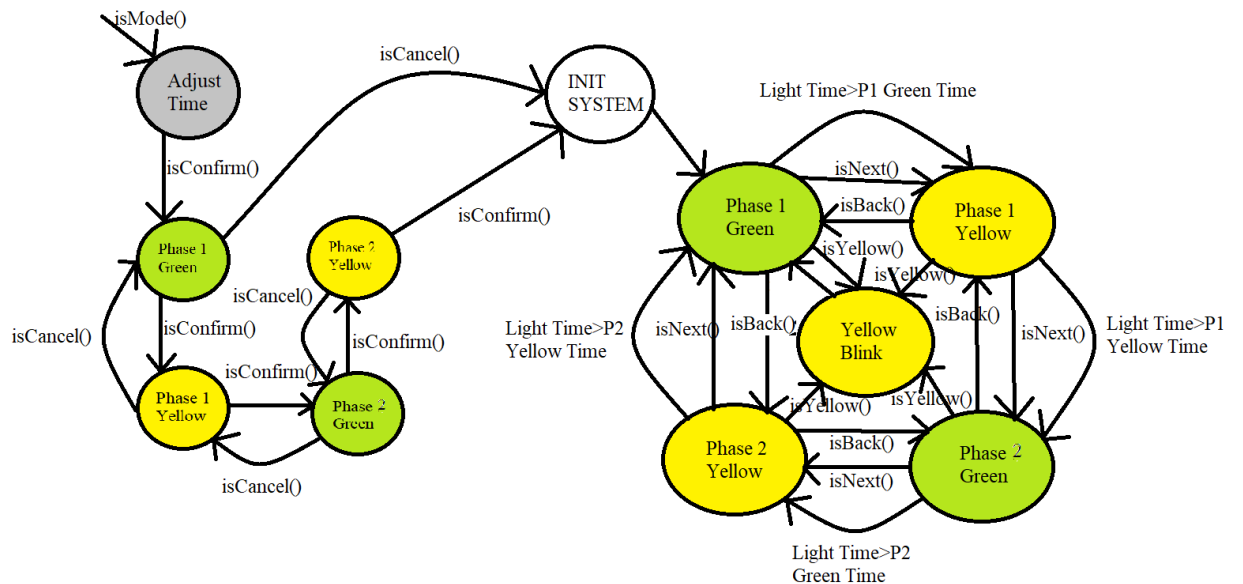 isMode()
Adjust
Time
isConfirm()
isCancel()
INIT
SYSTEM
isConfirm()
Phase 1
Green
Phase 2
Yellow
isCancel()
isConfirm()
isCancel()
isConfirm()
isConfirm()
Phase 1
Yellow
Phase 2
Green
isCancel()
Light Time>P1 Green Time
isNext()
Phase 1
Green
isBack()
Phase 1
Yellow
isYellow()
isYellow()
Light Time>P2
Yellow Time
isNext()
isBack()
Yellow
Blink
isBack()
isNext()
Light Time>P1
Yellow Time
isYellow()
isYellow()
Phase 2
Yellow
isBack()
isNext()
Phase 2
Green
Light Time>P2
Green Time